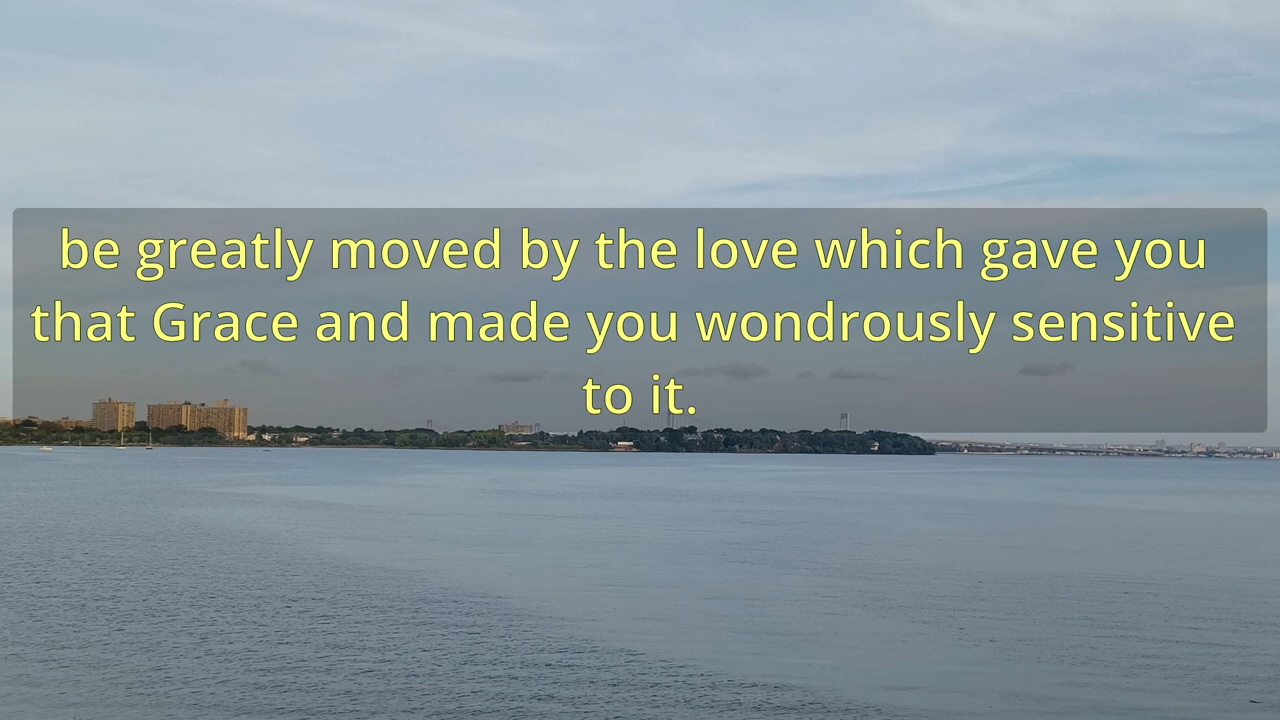 be greatly moved by the love which gave you
that Grace and made you wondrously sensitive
to it.